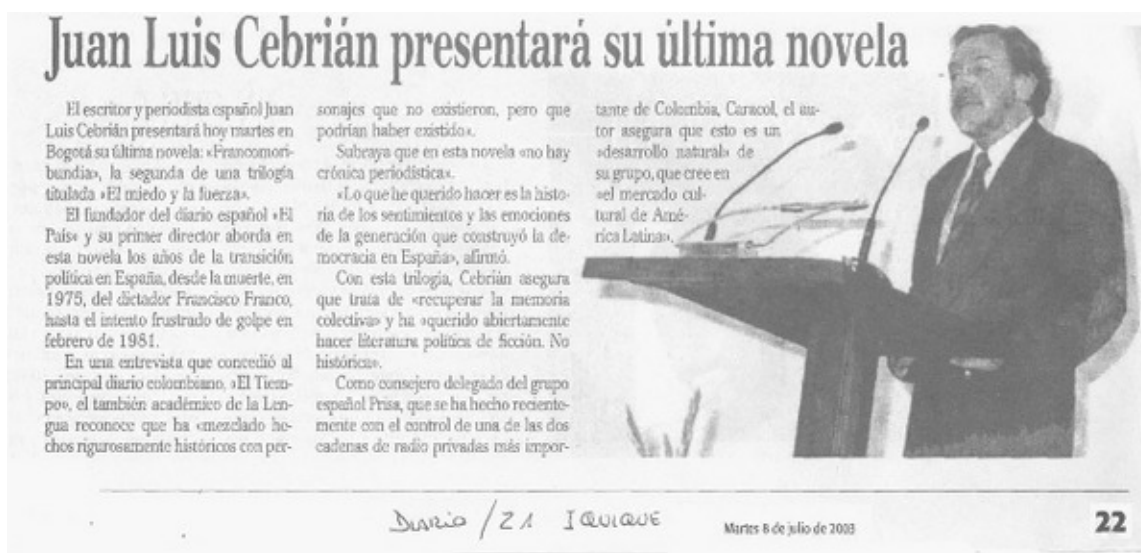 Juan Luis Cebrián presentará su última novela
El escritor y periodista español Juan
Luis Cebrián presentará hoy martes en
Bogotá su última novela: «Francomori-
bundia», la segunda de una trilogía
titulada «El miedo y la fuerza».
El fundador del diario español «El
País» y su primer director aborda en
esta novela los años de la transición
política en España, desde la muerte, en
1975, del dictador Francisco Franco,
hasta el intento frustrado de golpe en
febrero de 1981.
En una entrevista que concedió al
principal diario colombiano, «El Tiem-
po», el también académico de la Len-
gua reconoce que ha «mezclado he-
chos rigurosamente históricos con per-
sonajes que no existieron, pero que
podrían haber existido».
Subraya que en esta novela «no hay
crónica periodística».
«Lo que he querido hacer es la histo-
ria de los sentimientos y las emociones
de la generación que construyó la de-
mocracia en España», afirmó.
Con esta trilogía, Cebrián asegura
que trata de «recuperar la memoria
colectiva» y ha «querido abiertamente
hacer literatura política de ficción. No
histórica».
Como consejero delegado del grupo
español Prisa, que se ha hecho reciente-
mente con el control de una de las dos
cadenas de radio privadas más impor-
tante de Colombia, Caracol, el au-
tor asegura que esto es un
«desarrollo natural» de
su grupo, que cree en
«el mercado cul-
tural de Amé-
rica Latina».
Diario / 21 IQUIQUE
Martes 8 de julio de 2003
22